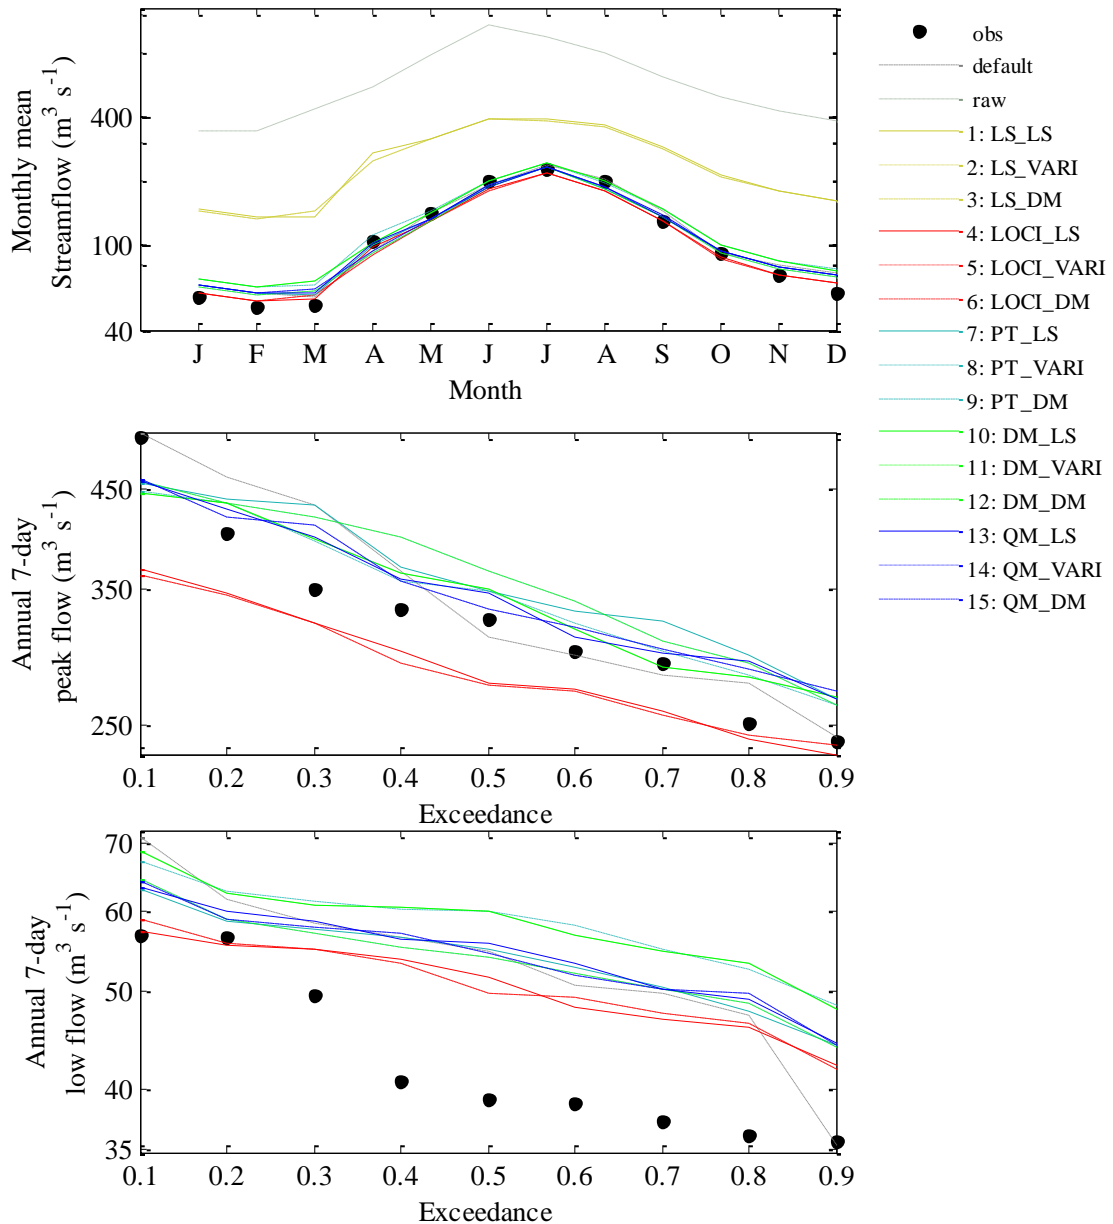 Monthly mean
Streamflow (m³ s⁻¹)
400
100
40
J F M A M J J A S O N D
Month
obs
default
raw
1: LS_LS
2: LS_VARI
3: LS_DM
4: LOCI_LS
5: LOCI_VARI
6: LOCI_DM
7: PT_LS
8: PT_VARI
9: PT_DM
10: DM_LS
11: DM_VARI
12: DM_DM
13: QM_LS
14: QM_VARI
15: QM_DM
Annual 7-day
peak flow (m³ s⁻¹)
450
350
250
0.1 0.2 0.3 0.4 0.5 0.6 0.7 0.8 0.9
Exceedance
Annual 7-day
low flow (m³ s⁻¹)
70
60
50
40
35
0.1 0.2 0.3 0.4 0.5 0.6 0.7 0.8 0.9
Exceedance